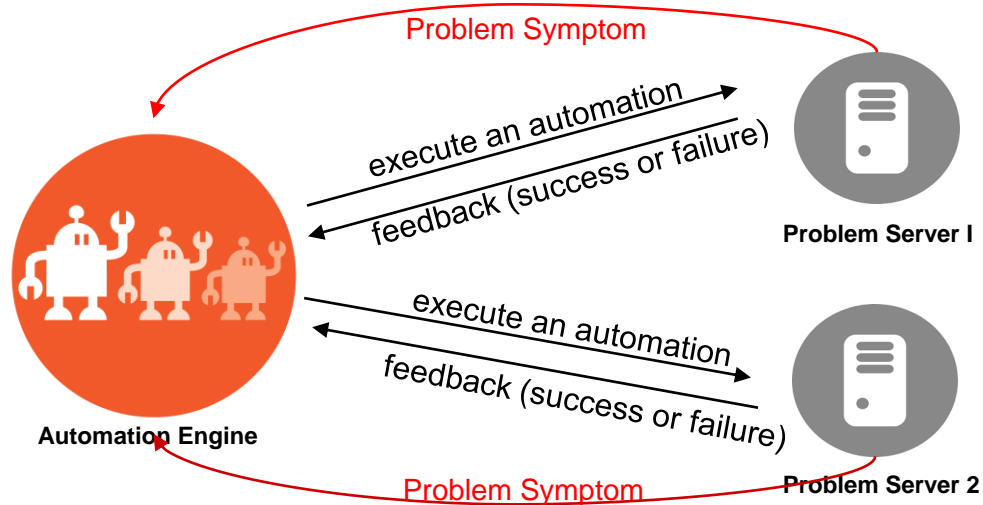 Problem Symptom
execute an automation
feedback (success or failure)
Problem Server I
execute an automation
feedback (success or failure)
Automation Engine
Problem Server 2
Problem Symptom